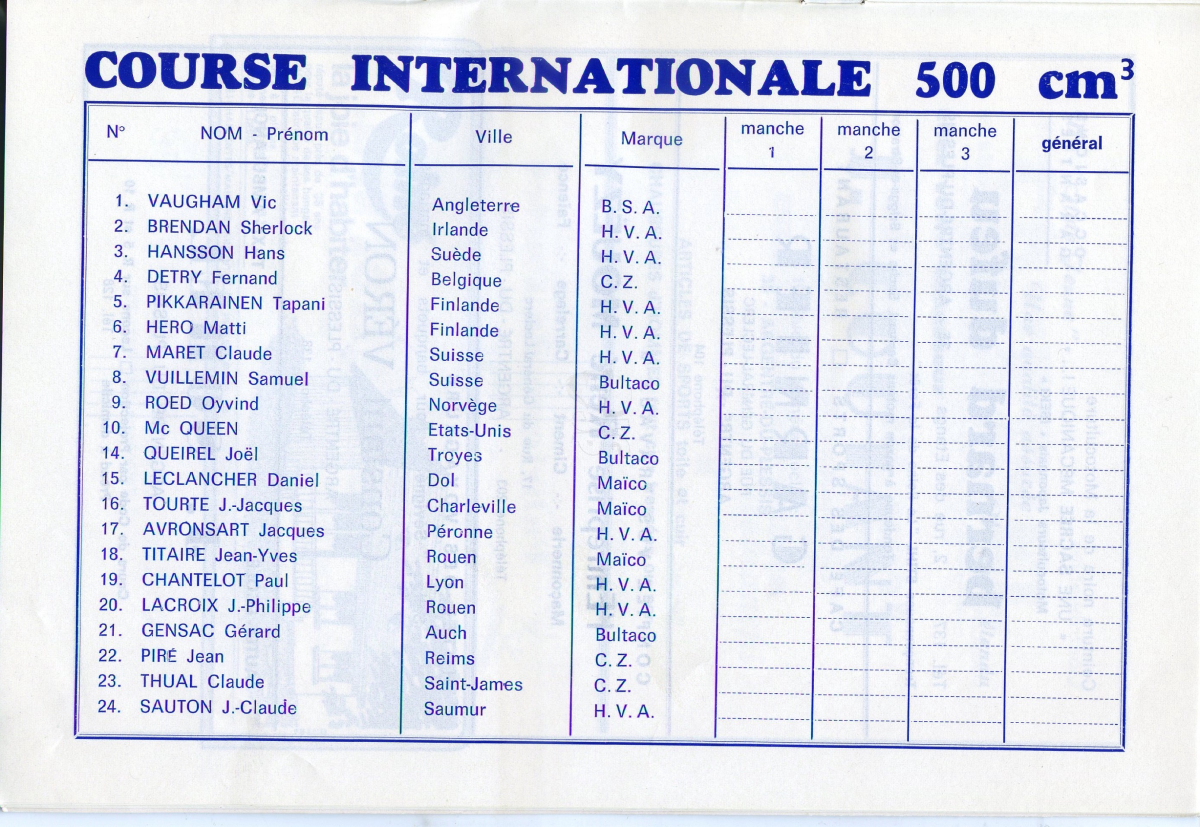 COURSE INTERNATIONALE 500 cm³
N° NOM - Prénom Ville Marque manche 1 manche 2 manche 3 général
1. VAUGHAM Vic Angleterre B. S. A.
2. BRENDAN Sherlock Irlande H. V. A.
3. HANSSON Hans Suède H. V. A.
4. DETRY Fernand Belgique C. Z.
5. PIKKARAINEN Tapani Finlande H. V. A.
6. HERO Matti Finlande H. V. A.
7. MARET Claude Suisse H. V. A.
8. VUILLEMIN Samuel Suisse Bultaco
9. ROED Oyvind Norvège H. V. A.
10. Mc QUEEN Etats-Unis C. Z.
14. QUEIREL Joël Troyes Bultaco
15. LECLANCHER Daniel Dol Maïco
16. TOURTE J.-Jacques Charleville Maïco
17. AVRONSART Jacques Péronne H. V. A.
18. TITAIRE Jean-Yves Rouen Maïco
19. CHANTELOT Paul Lyon H. V. A.
20. LACROIX J.-Philippe Rouen H. V. A.
21. GENSAC Gérard Auch Bultaco
22. PIRÉ Jean Reims C. Z.
23. THUAL Claude Saint-James C. Z.
24. SAUTON J.-Claude Saumur H. V. A.